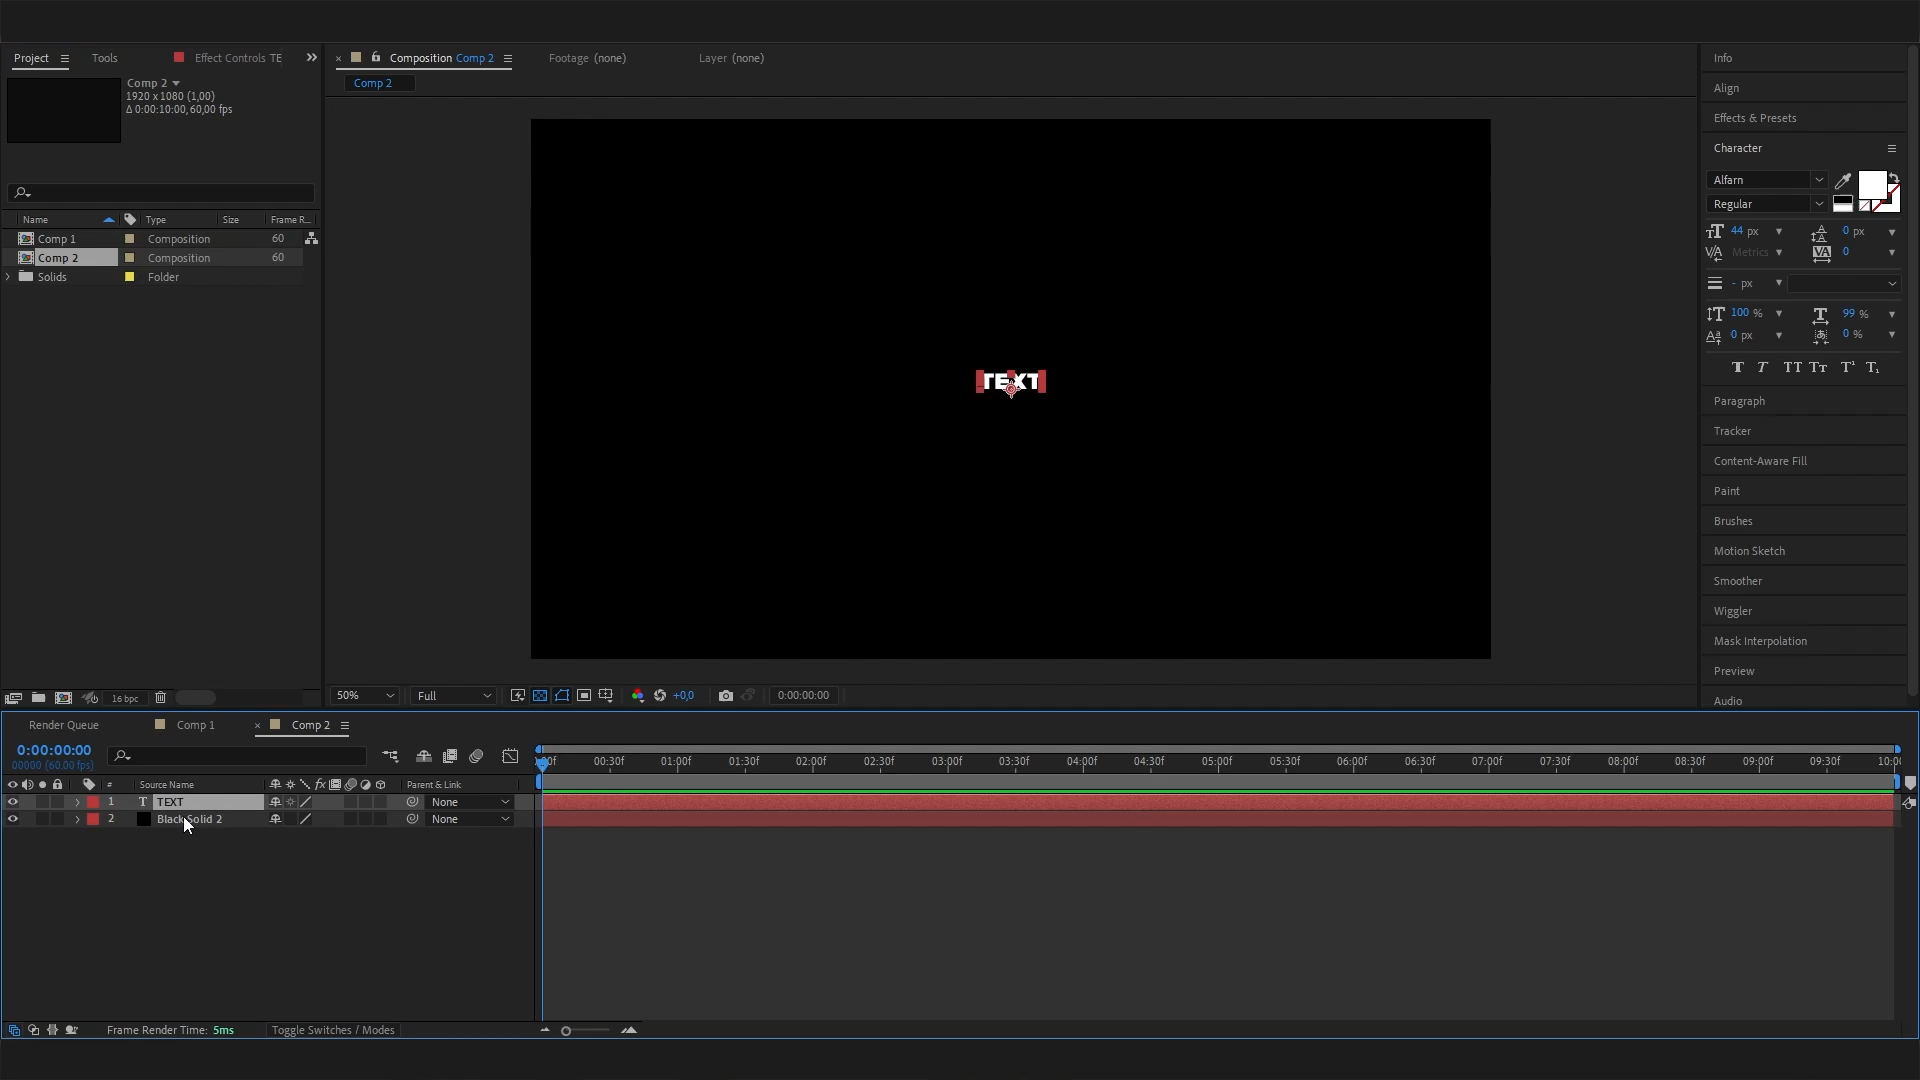 Project
Tools
Effect Controls TE
Composition Comp 2
Footage (none)
Layer (none)
Comp 2
1920 x 1080 (1,00)
Δ 0:00:10:00, 60,00 fps
Comp 2
Name
Type
Size
Frame R...
Comp 1
Composition
60
Comp 2
Composition
60
Solids
Folder
16 bpc
TEXT
50%
Full
+0,0
0:00:00:00
Info
Align
Effects & Presets
Character
Alfarn
Regular
44 px
0 px
Metrics
0
- px
100 %
99 %
0 px
0 %
T T TT Tт T¹ T₁
Paragraph
Tracker
Content-Aware Fill
Paint
Brushes
Motion Sketch
Smoother
Wiggler
Mask Interpolation
Preview
Audio
Render Queue
Comp 1
Comp 2
0:00:00:00
00000 (60.00 fps)
:00f 00:30f 01:00f 01:30f 02:00f 02:30f 03:00f 03:30f 04:00f 04:30f 05:00f 05:30f 06:00f 06:30f 07:00f 07:30f 08:00f 08:30f 09:00f 09:30f 10:00
# Source Name
fx
Parent & Link
1 T TEXT
None
2 Black Solid 2
None
Frame Render Time: 5ms
Toggle Switches / Modes